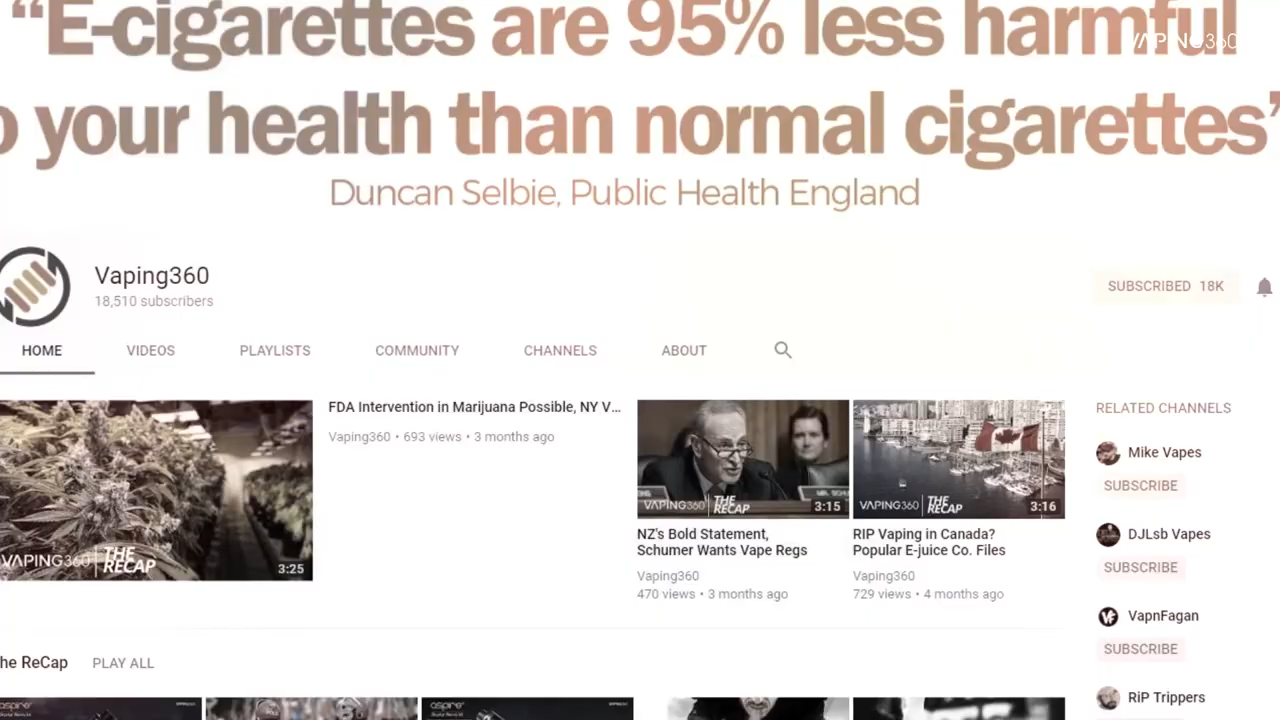 “E-cigarettes are 95% less harmful
VAPING360
o your health than normal cigarettes”
Duncan Selbie, Public Health England
Vaping360
18,510 subscribers
SUBSCRIBED 18K
HOME VIDEOS PLAYLISTS COMMUNITY CHANNELS ABOUT
VAPING360 THE RECAP
3:25
FDA Intervention in Marijuana Possible, NY V...
Vaping360 • 693 views • 3 months ago
VAPING360 THE RECAP
3:15
NZ's Bold Statement,
Schumer Wants Vape Regs
Vaping360
470 views • 3 months ago
VAPING360 THE RECAP
3:16
RIP Vaping in Canada?
Popular E-juice Co. Files
Vaping360
729 views • 4 months ago
RELATED CHANNELS
Mike Vapes
SUBSCRIBE
DJLsb Vapes
SUBSCRIBE
VapnFagan
SUBSCRIBE
RiP Trippers
he ReCap PLAY ALL
aspire
aspire